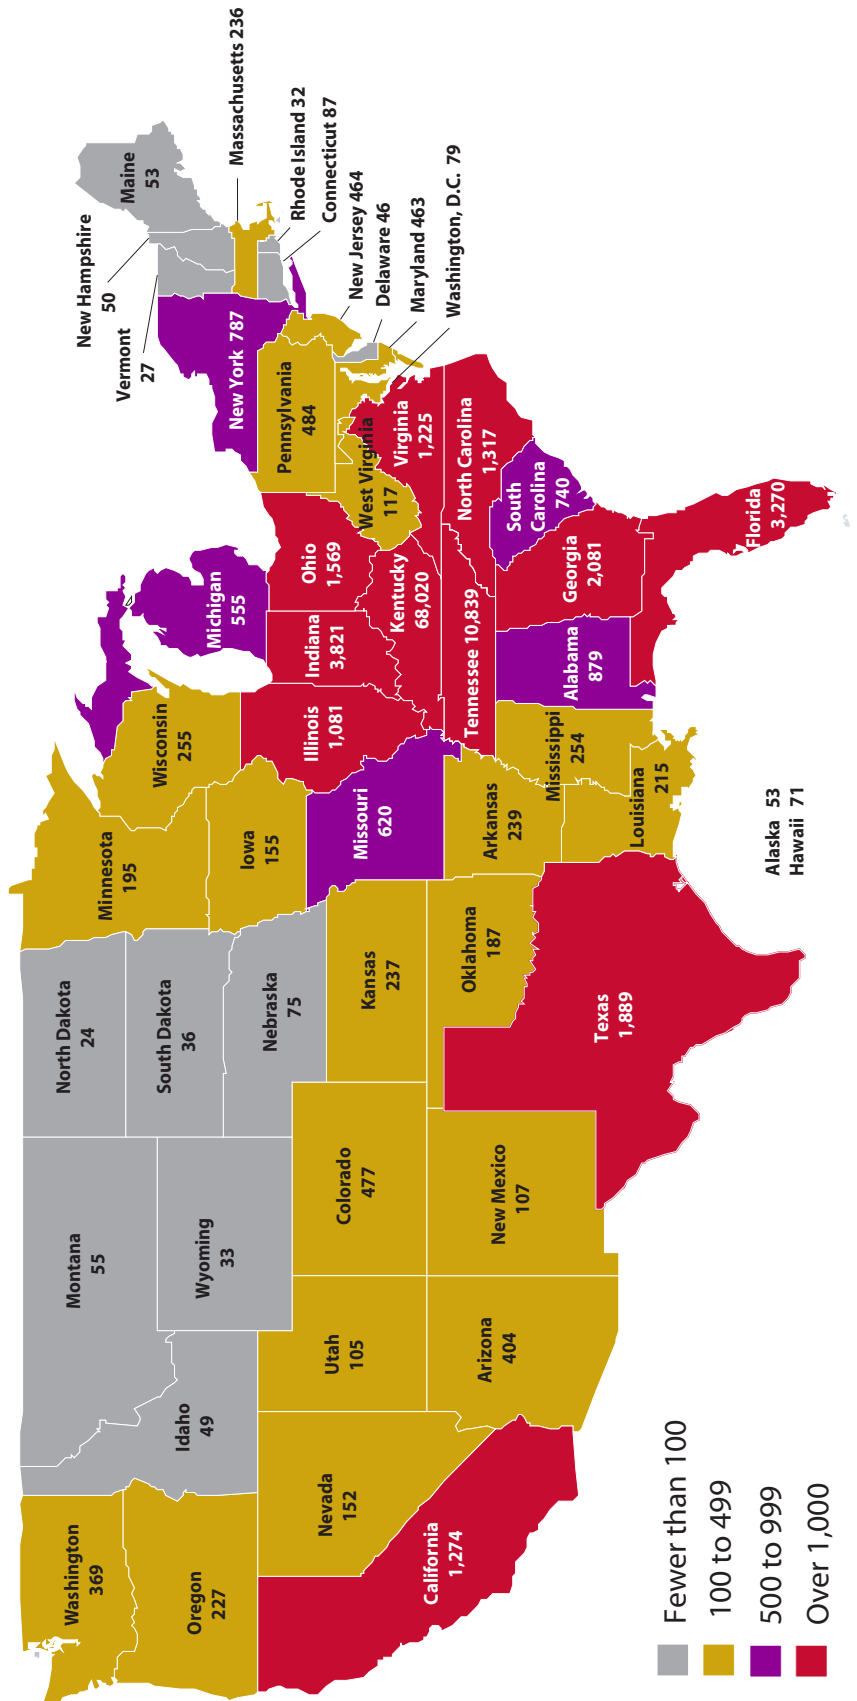 Washington
369
Oregon
227
California
1,274
Nevada
152
Idaho
49
Montana
55
Wyoming
33
Utah
105
Arizona
404
Colorado
477
New Mexico
107
North Dakota
24
South Dakota
36
Nebraska
75
Kansas
237
Oklahoma
187
Texas
1,889
Minnesota
195
Iowa
155
Missouri
620
Arkansas
239
Louisiana
215
Wisconsin
255
Illinois
1,081
Michigan
555
Indiana
3,821
Ohio
1,569
Kentucky
68,020
Tennessee 10,839
Mississippi
254
Alabama
879
Georgia
2,081
Florida
3,270
South
Carolina
740
North Carolina
1,317
Virginia
1,225
West Virginia
117
Pennsylvania
484
New York 787
Vermont
27
New Hampshire
50
Maine
53
Massachusetts 236
Rhode Island 32
Connecticut 87
New Jersey 464
Delaware 46
Maryland 463
Washington, D.C. 79
Alaska 53
Hawaii 71
Fewer than 100
100 to 499
500 to 999
Over 1,000